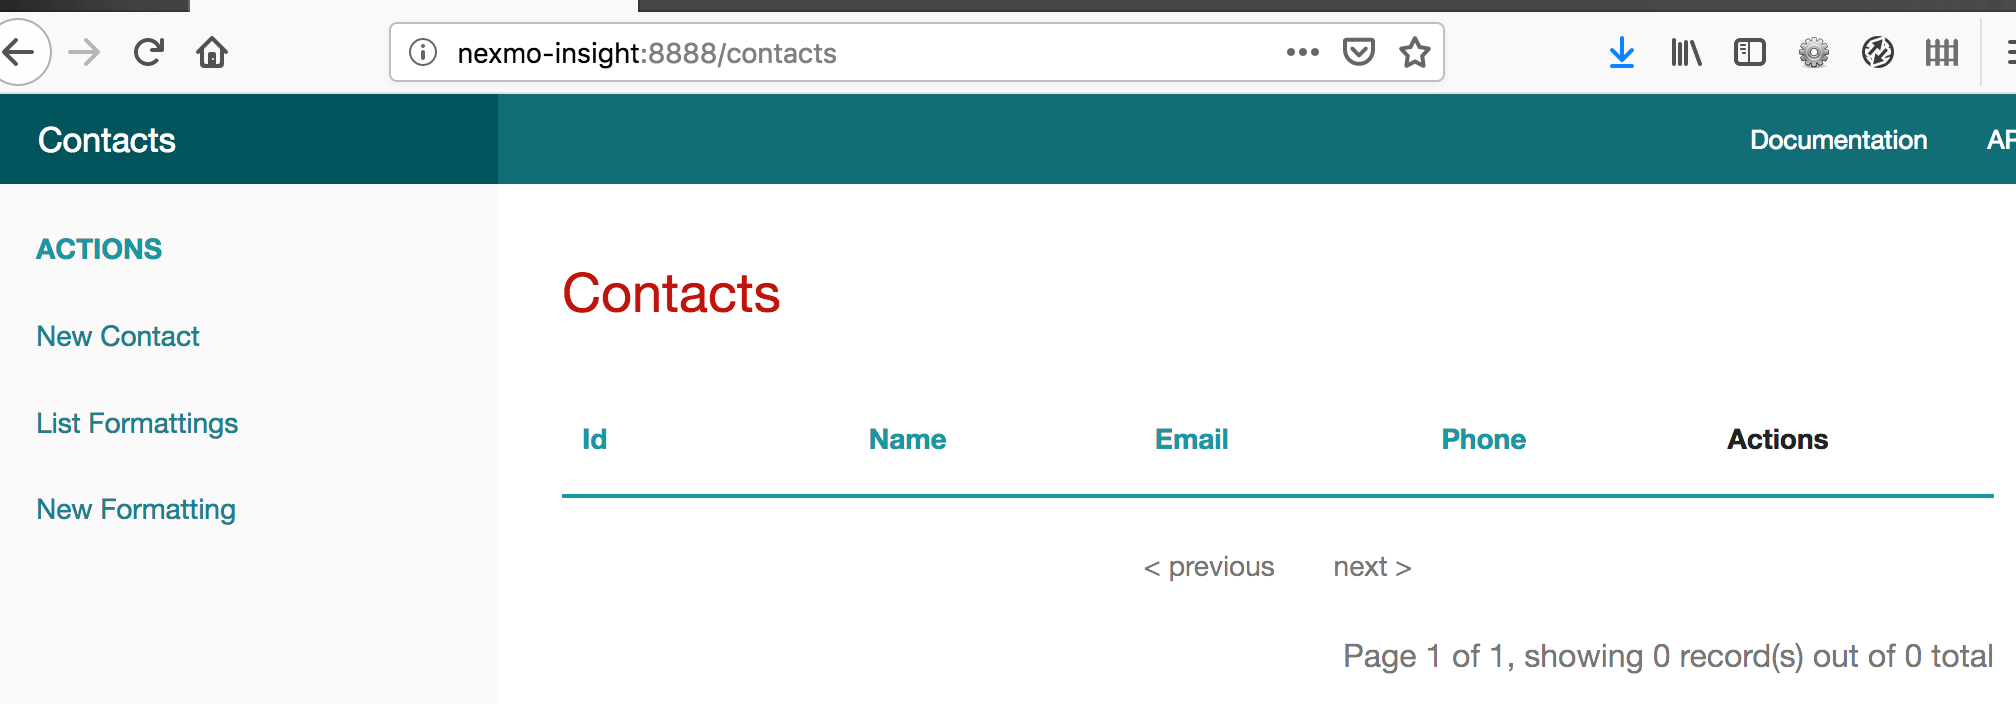 nexmo-insight:8888/contacts
Contacts
Documentation
AP
ACTIONS
New Contact
List Formattings
New Formatting
Contacts
Id Name Email Phone Actions
< previous next >
Page 1 of 1, showing 0 record(s) out of 0 total